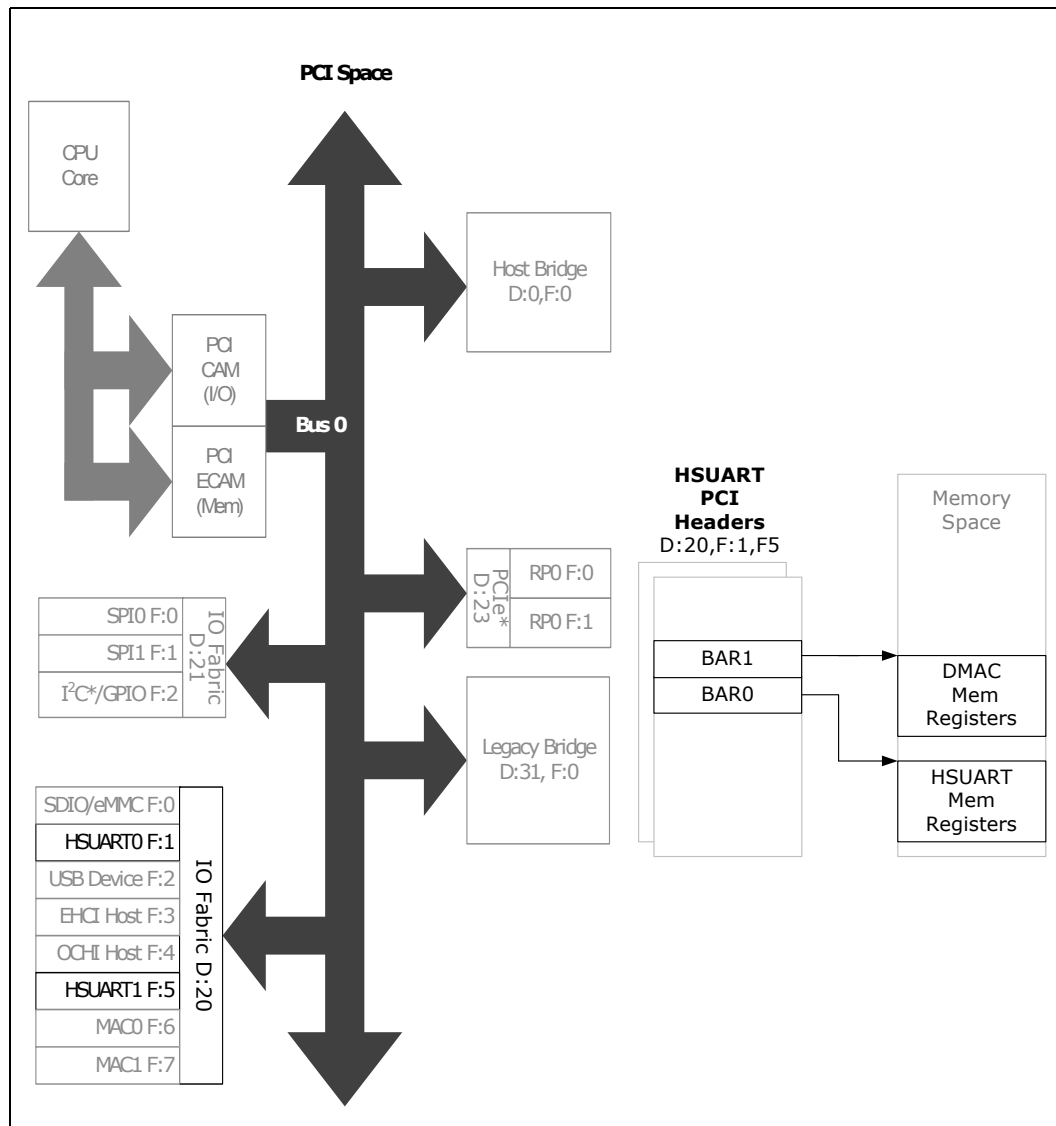 PCI Space
CPU
Core
Host Bridge
D:0,F:0
PCI
CAM
(I/O)
Bus 0
PCI
ECAM
(Mem)
HSUART
PCI
Headers
D:20,F:1,F5
Memory
Space
PCIe*
D:23
RP0 F:0
RP0 F:1
SPI0 F:0
SPI1 F:1
I²C*/GPIO F:2
IO Fabric
D:21
BAR1
BAR0
DMAC
Mem
Registers
HSUART
Mem
Registers
Legacy Bridge
D:31, F:0
SDIO/eMMC F:0
HSUART0 F:1
USB Device F:2
EHCI Host F:3
OCHI Host F:4
HSUART1 F:5
MAC0 F:6
MAC1 F:7
IO Fabric D:20